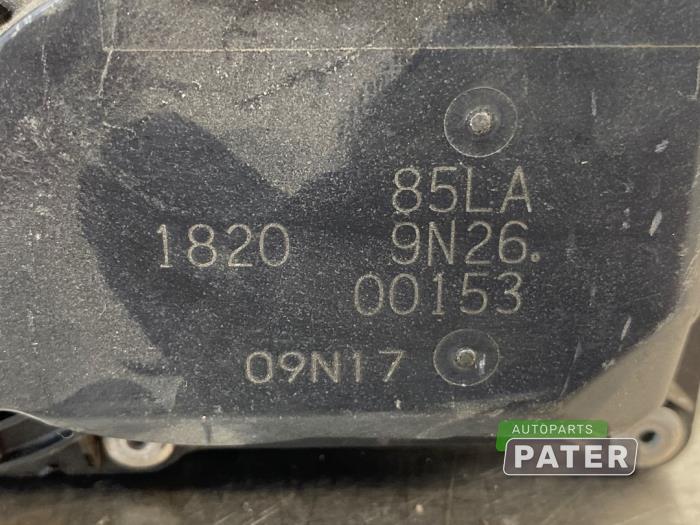 85LA
1820 9N26.
00153
09N17
AUTOPARTS
PATER